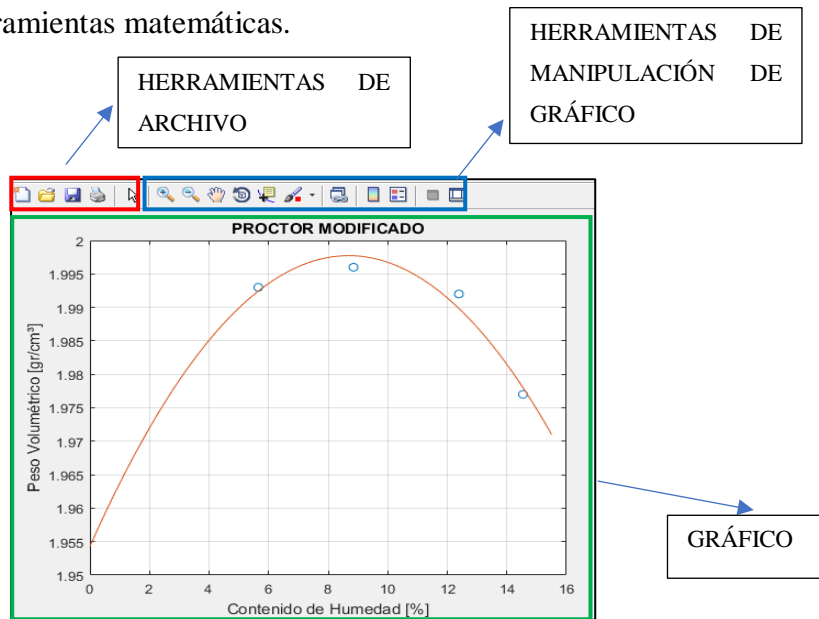 ramientas matemáticas.
HERRAMIENTAS DE
ARCHIVO
HERRAMIENTAS DE
MANIPULACIÓN DE
GRÁFICO
PROCTOR MODIFICADO
2
1.995
1.99
1.985
1.98
1.975
1.97
1.965
1.96
1.955
1.95
Peso Volumétrico [gr/cm³]
0 2 4 6 8 10 12 14 16
Contenido de Humedad [%]
GRÁFICO